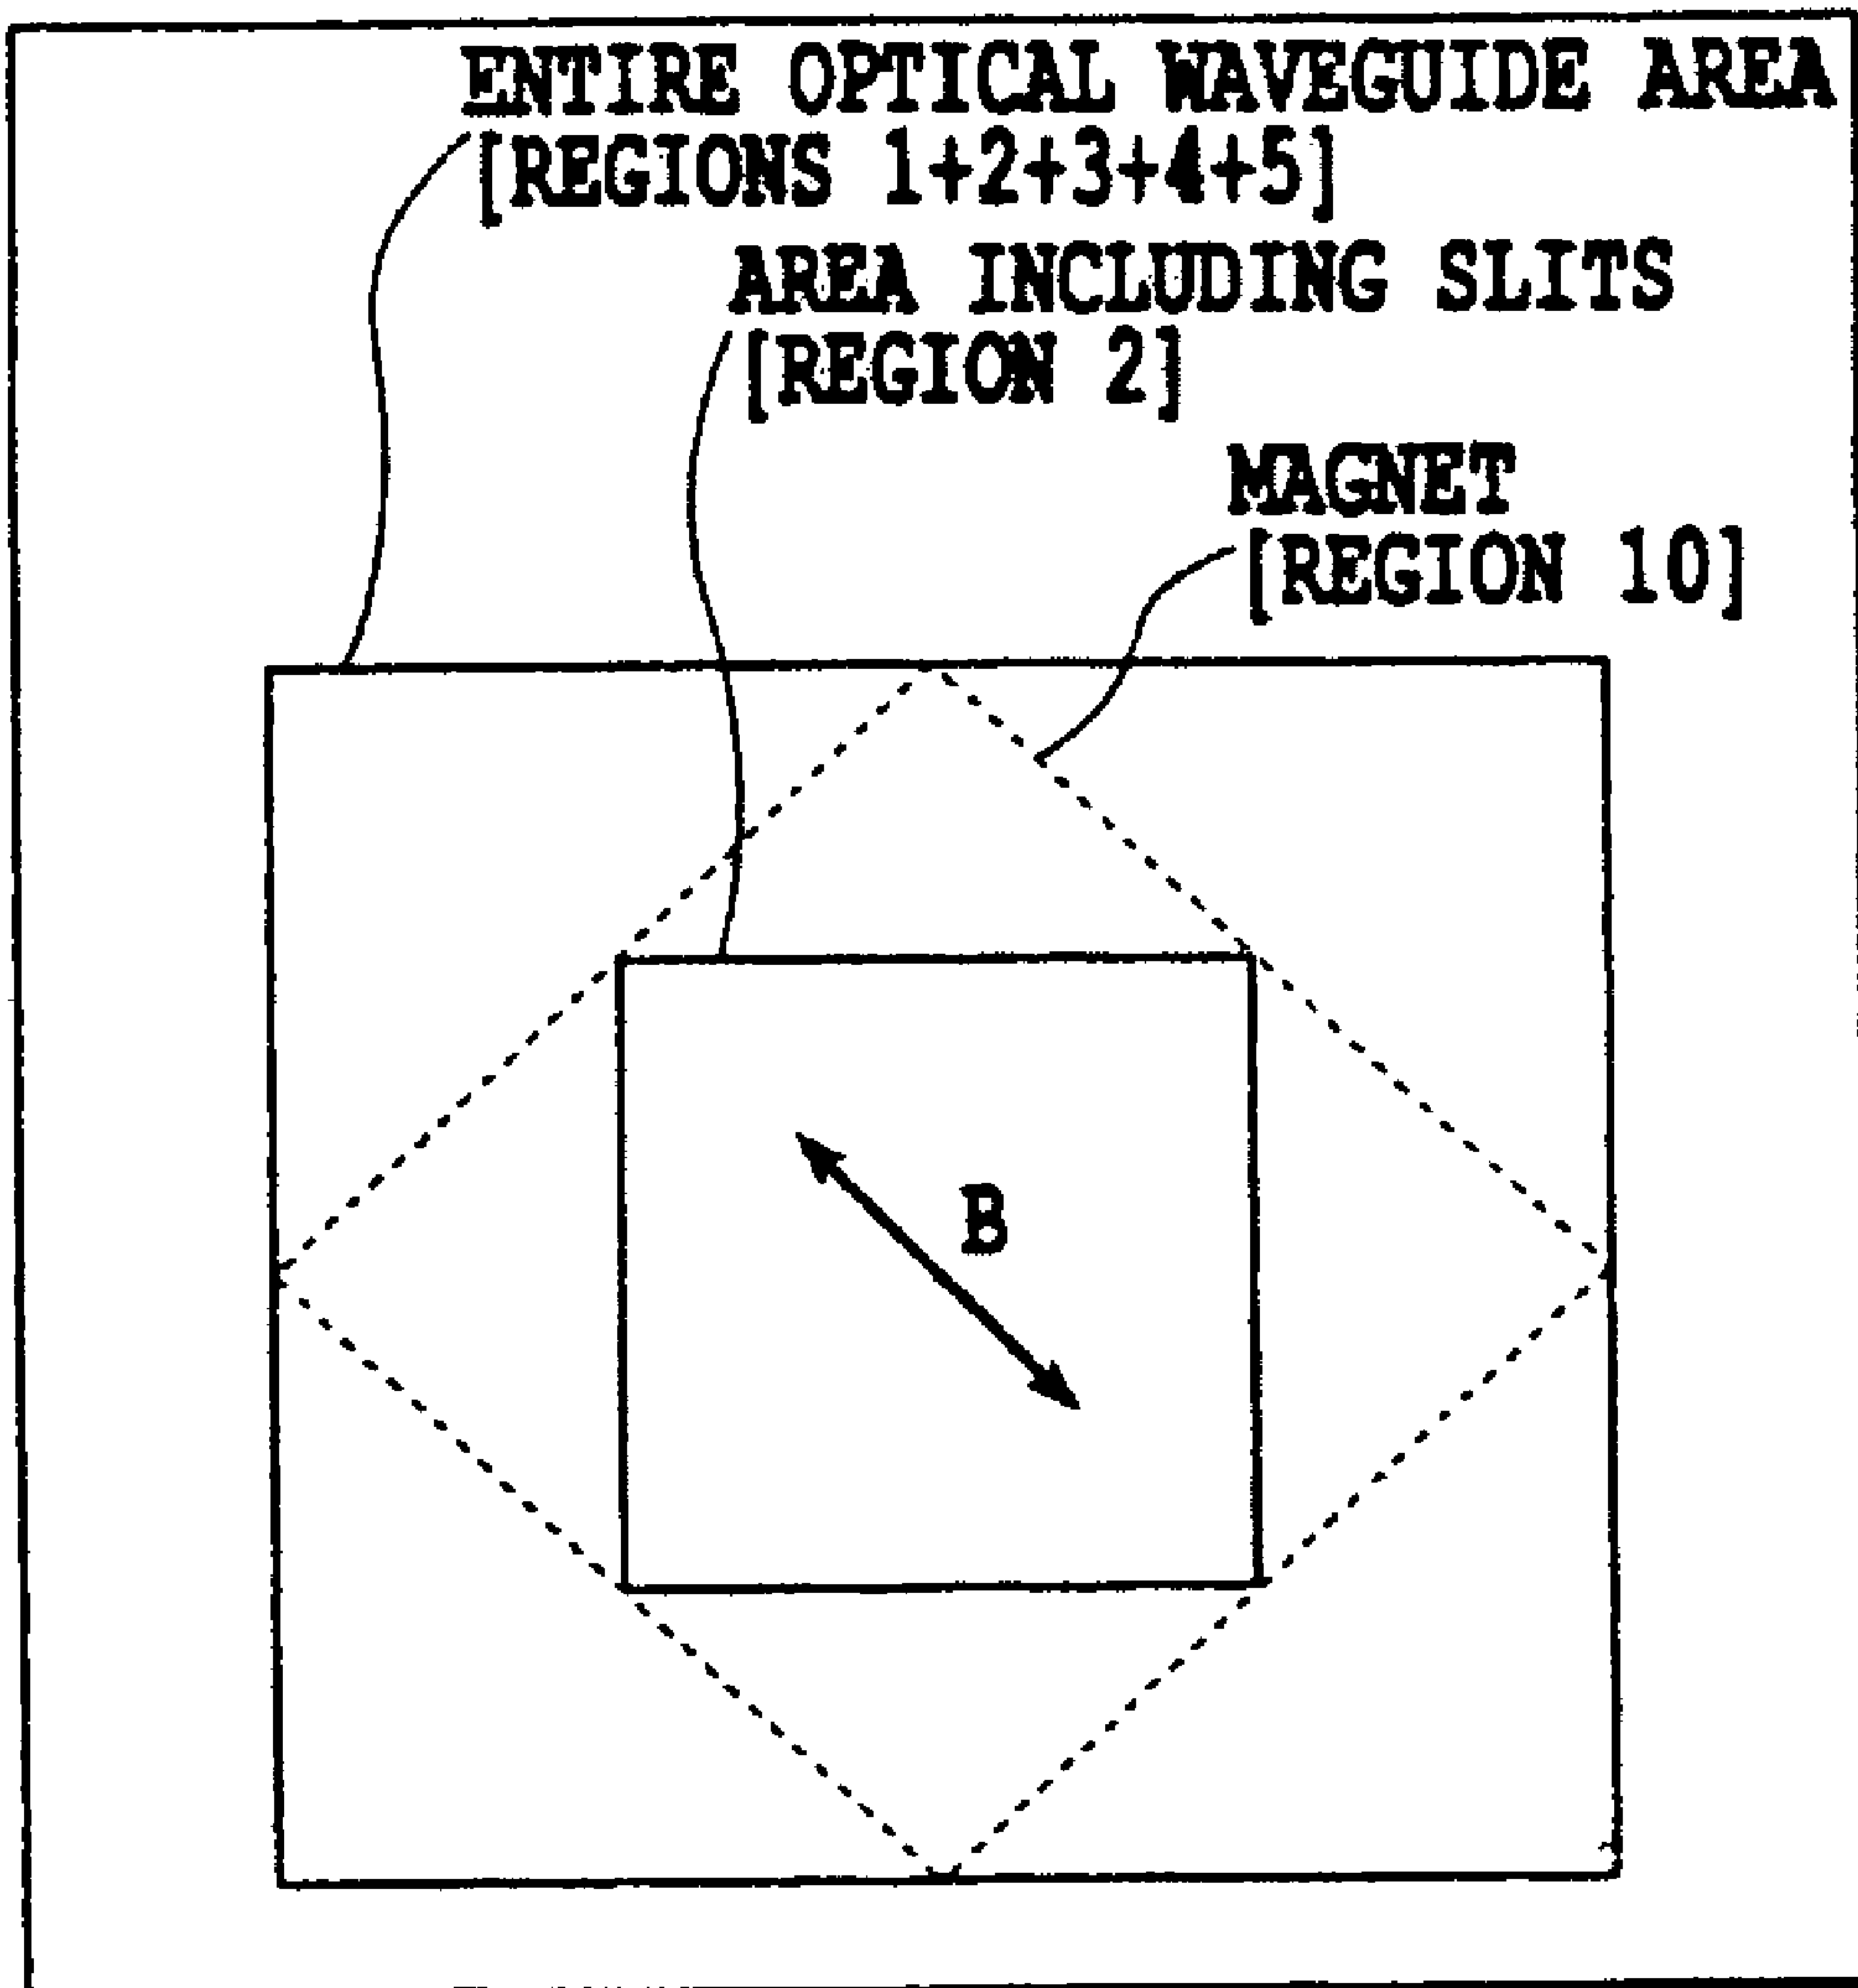 ENTIRE OPTICAL WAVEGUIDE AREA
[REGIONS 1+2+3+4+5]
AREA INCLUDING SLITS
[REGION 2]
MAGNET
[REGION 10]
B